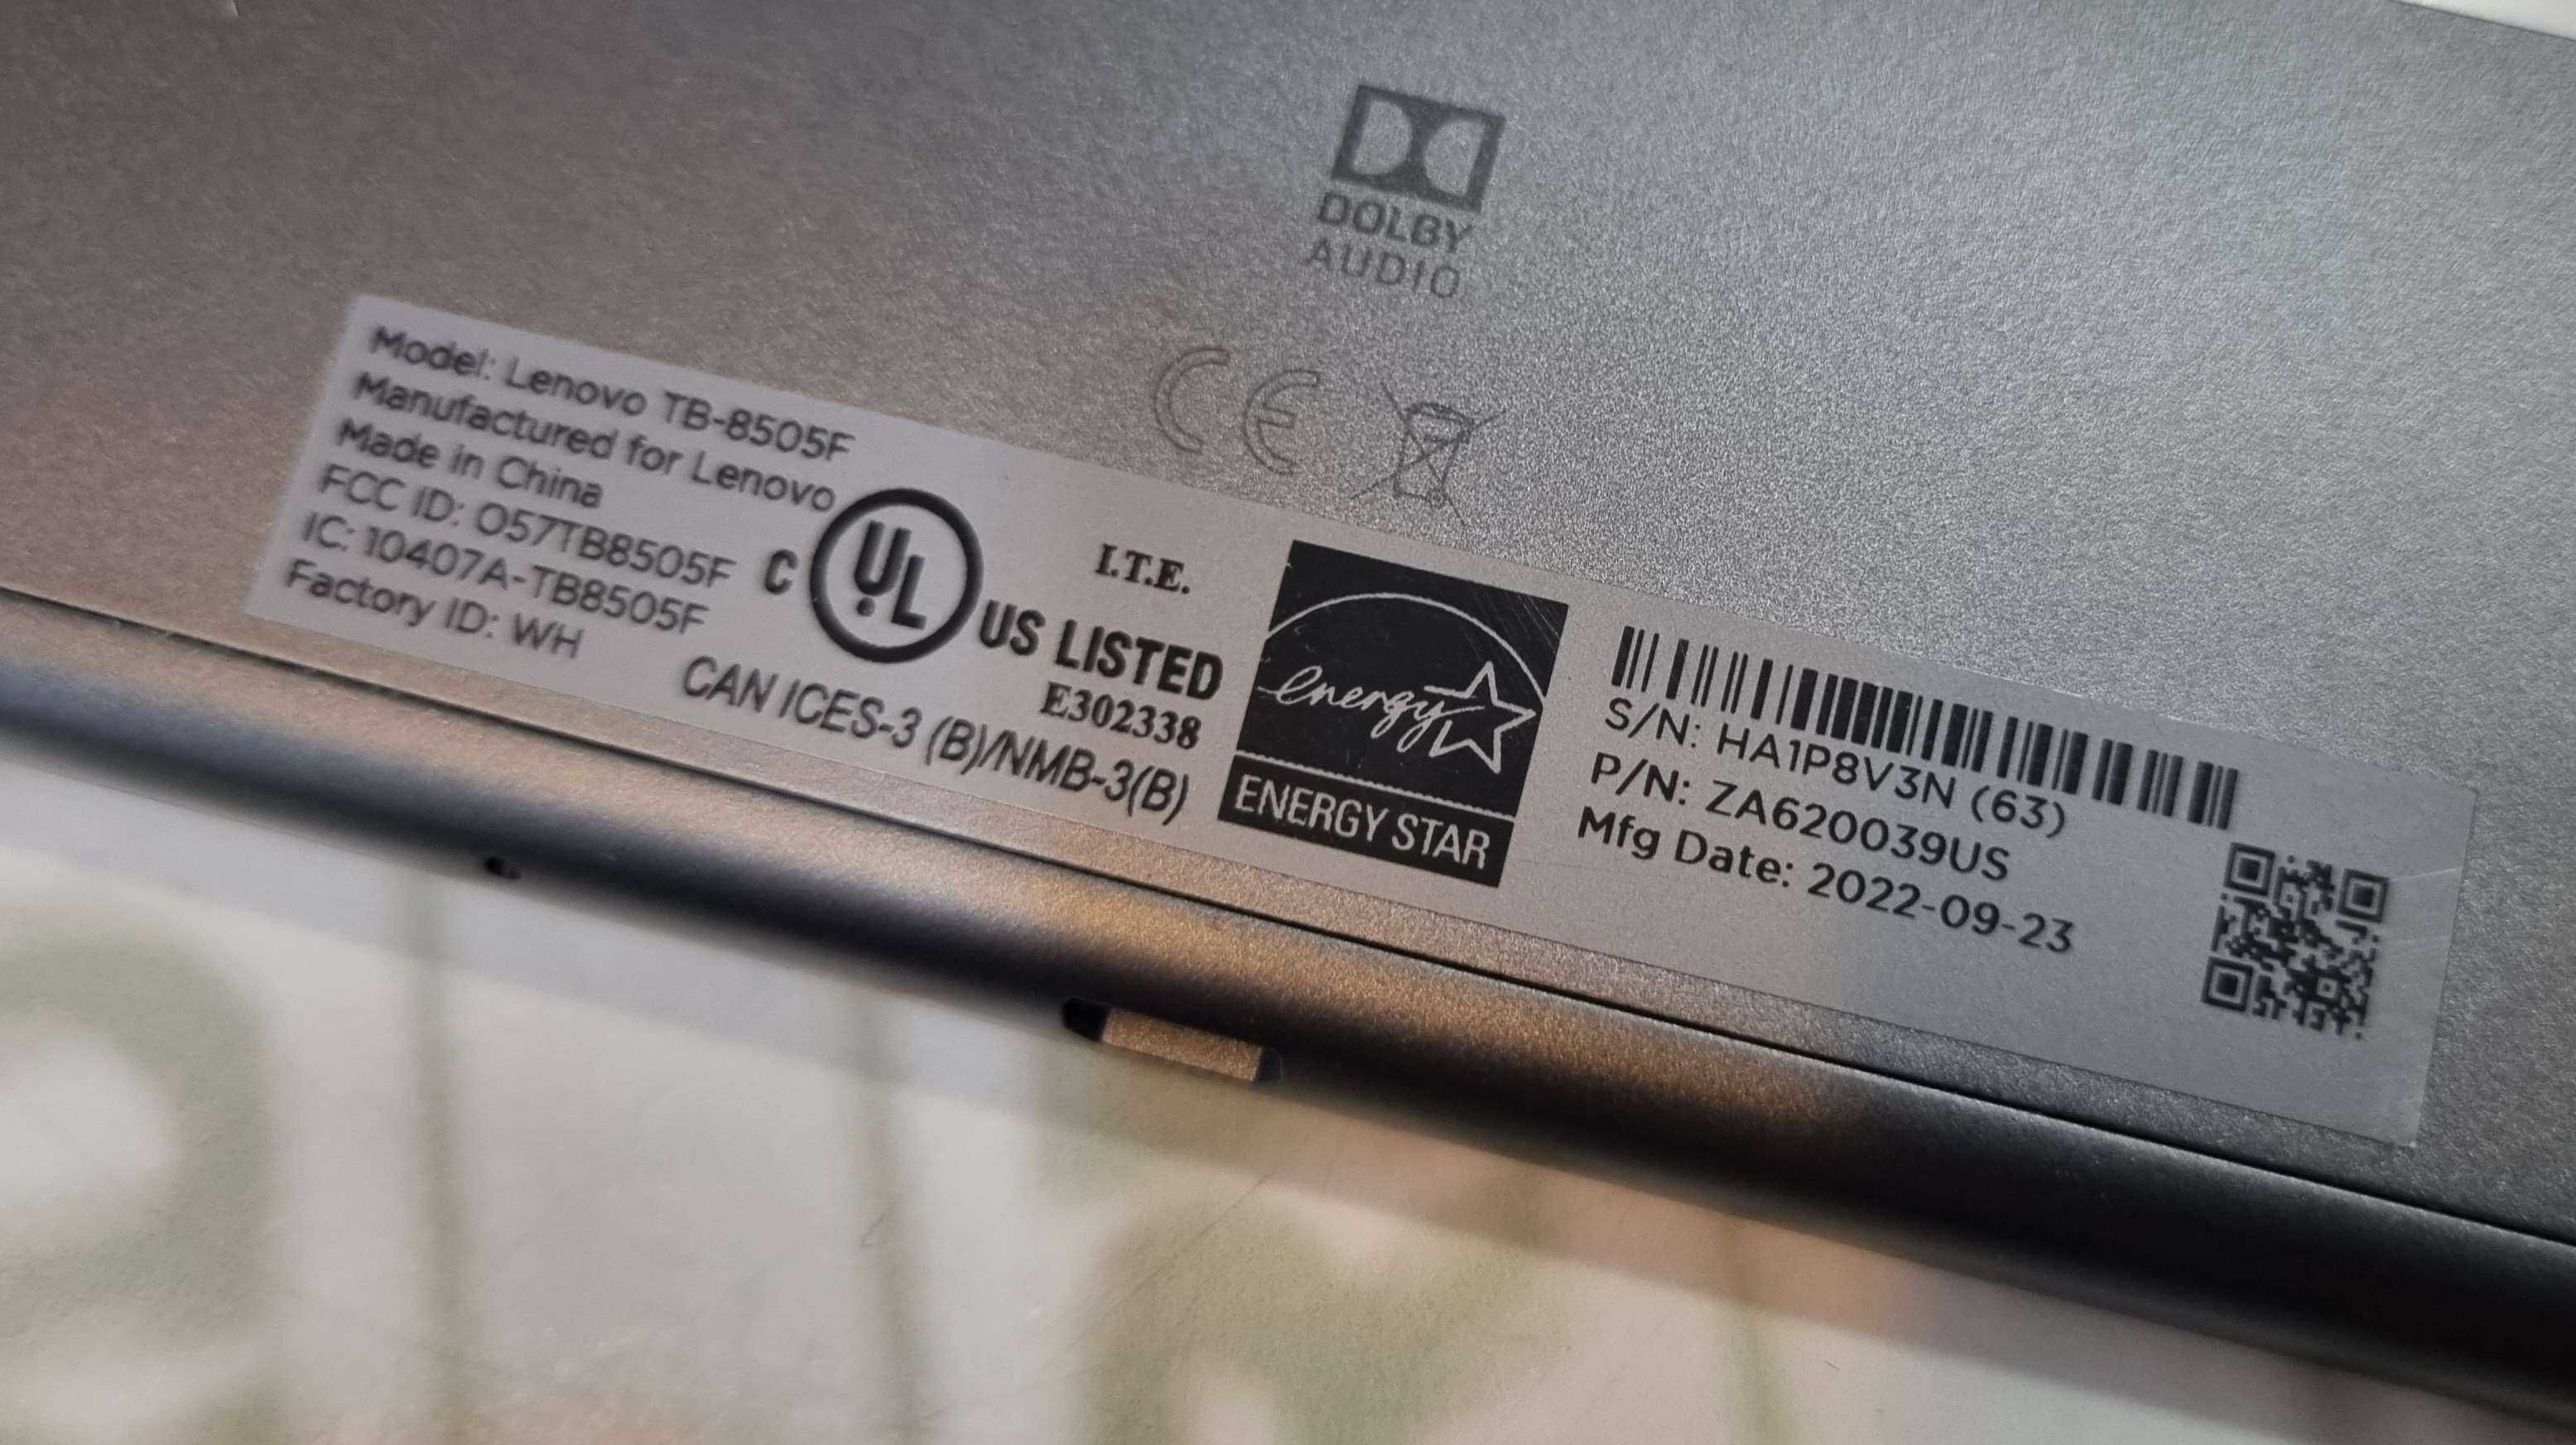 DOLBY
AUDIO
CE
Model: Lenovo TB-8505F
Manufactured for Lenovo
Made in China
FCC ID: O57TB8505F
IC: 10407A-TB8505F
Factory ID: WH
C UL US LISTED
I.T.E.
E302338
CAN ICES-3 (B)/NMB-3(B)
energy
ENERGY STAR
S/N: HA1P8V3N (63)
P/N: ZA620039US
Mfg Date: 2022-09-23